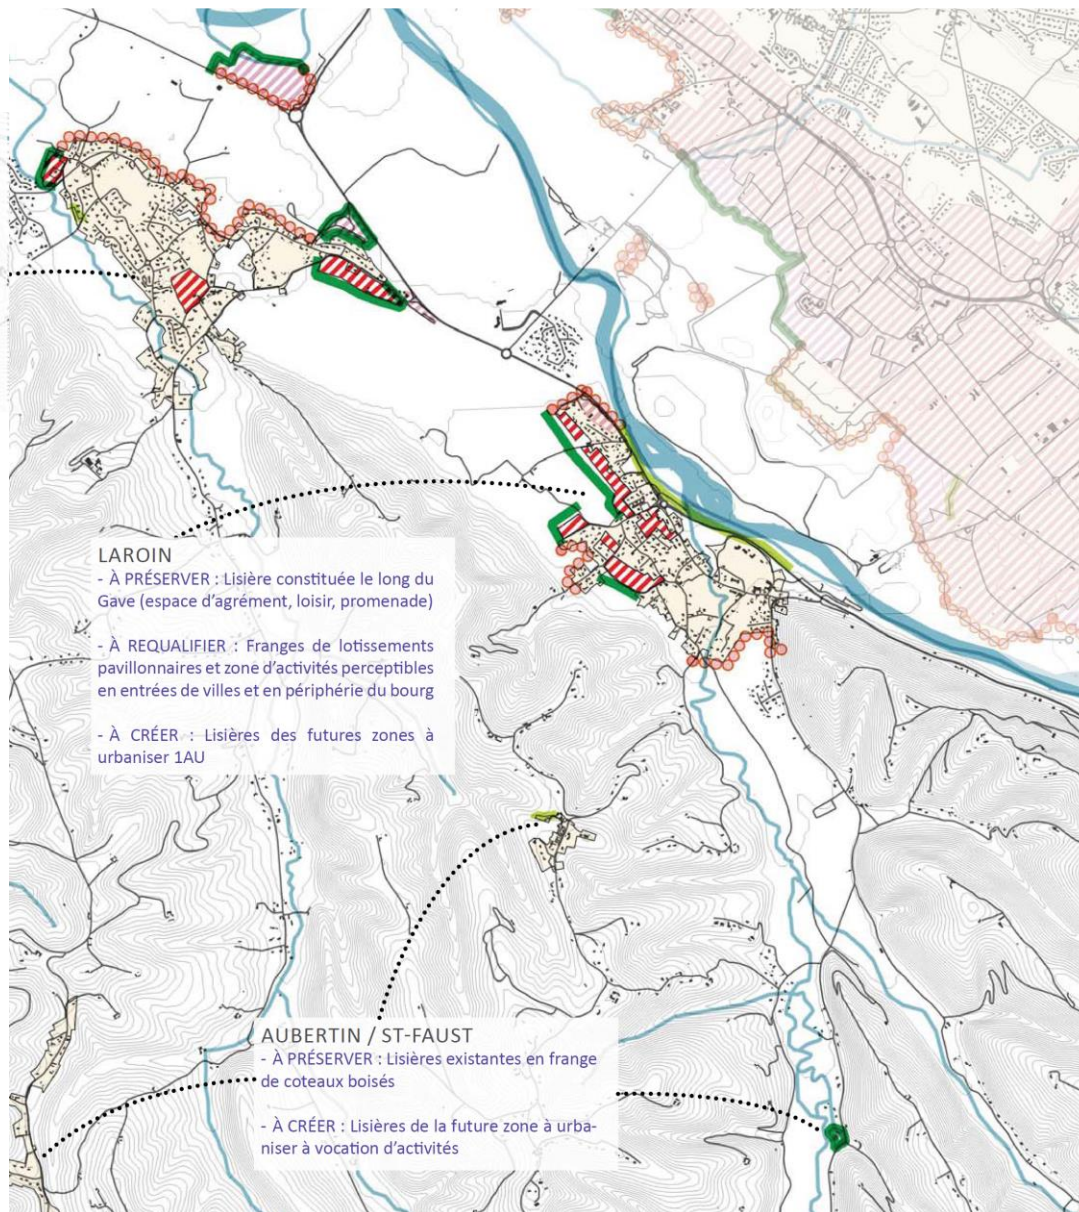 LAROIN
- À PRÉSERVER : Lisière constituée le long du
Gave (espace d’agrément, loisir, promenade)
- À REQUALIFIER : Franges de lotissements
pavillonnaires et zone d’activités perceptibles
en entrées de villes et en périphérie du bourg
- À CRÉER : Lisières des futures zones à
urbaniser 1AU
AUBERTIN / ST-FAUST
- À PRÉSERVER : Lisières existantes en frange
de coteaux boisés
- À CRÉER : Lisières de la future zone à urba-
niser à vocation d’activités